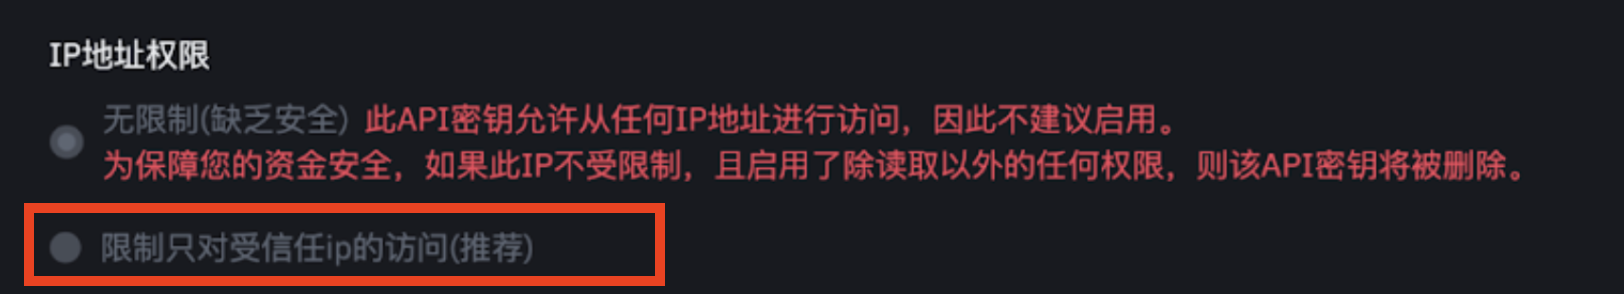 IP地址权限
无限制(缺乏安全) 此API密钥允许从任何IP地址进行访问，因此不建议启用。
为保障您的资金安全，如果此IP不受限制，且启用了除读取以外的任何权限，则该API密钥将被删除。
限制只对受信任ip的访问(推荐)